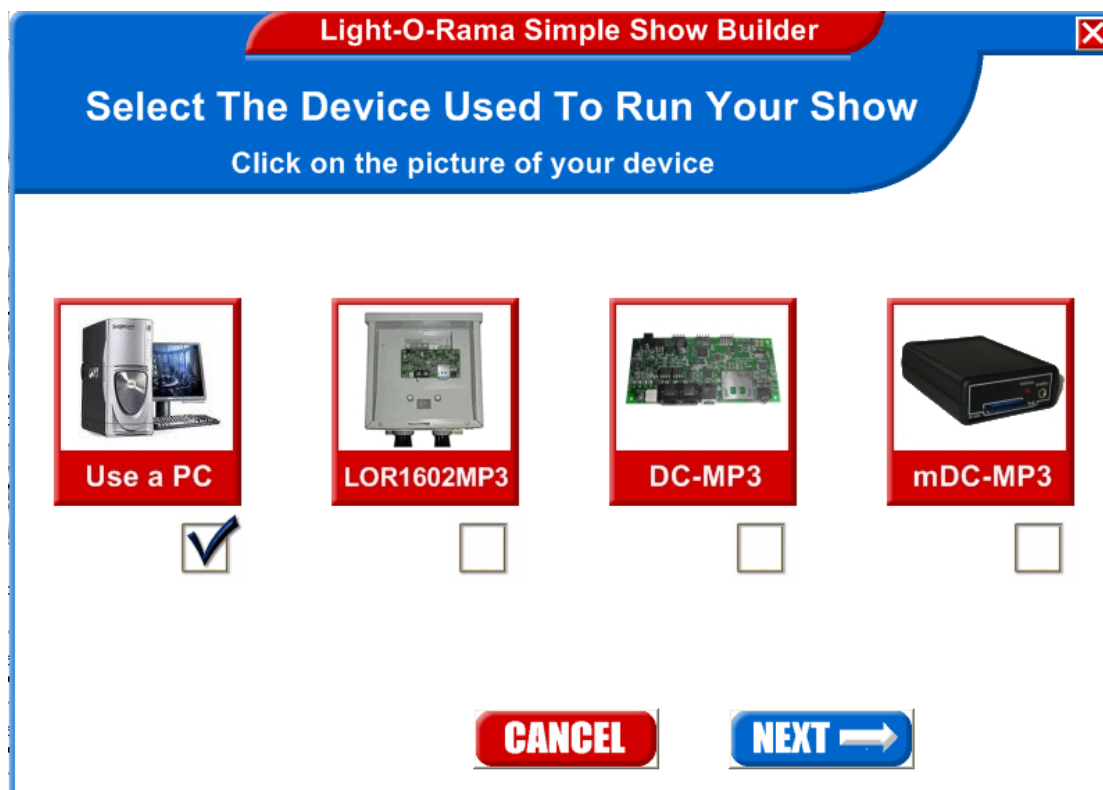 Light-O-Rama Simple Show Builder
Select The Device Used To Run Your Show
Click on the picture of your device
Use a PC
LOR1602MP3
DC-MP3
mDC-MP3
CANCEL
NEXT